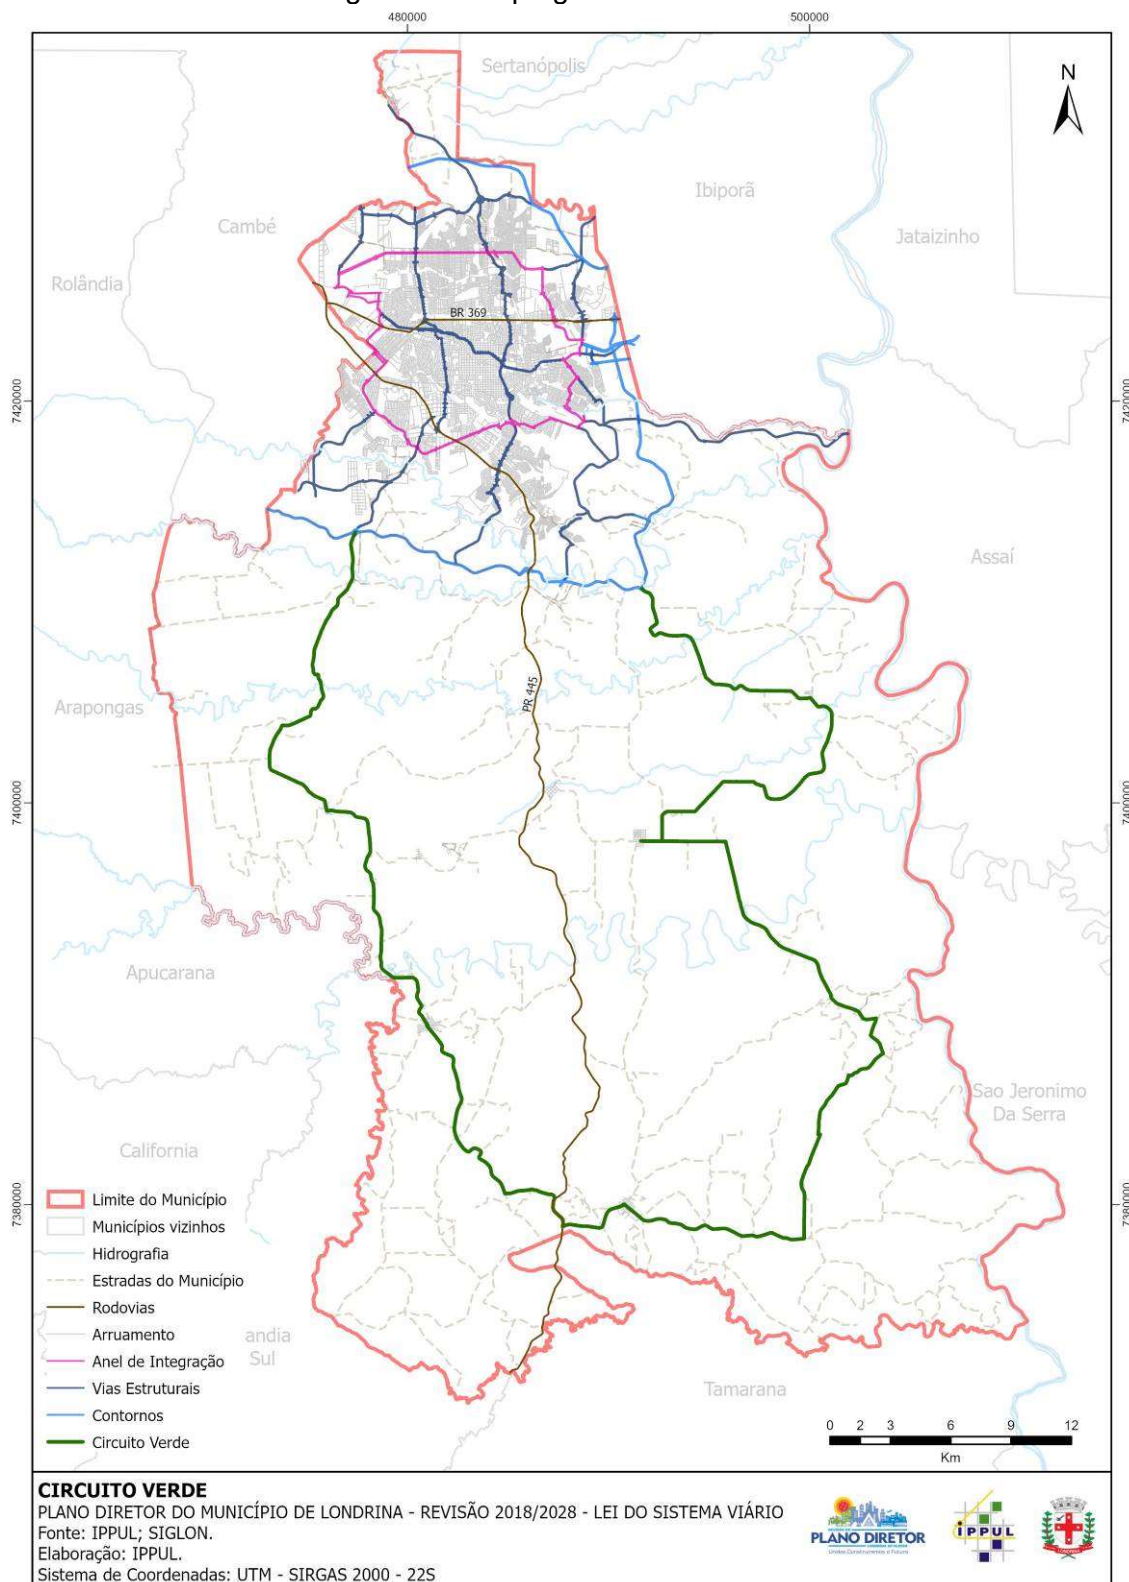 480000
500000
Sertanópolis
N
Ibiporã
Cambé
Jataizinho
Rolândia
BR 369
7420000
7420000
Assaí
Arapongas
PR 445
7400000
7400000
Apucarana
Sao Jeronimo
Da Serra
California
7380000
7380000
Limite do Município
Municípios vizinhos
Hidrografia
Estradas do Município
Rodovias
Arruamento
andia
Sul
Anel de Integração
Vias Estruturais
Contornos
Circuito Verde
Tamarana
0 2 3 6 9 12
Km
CIRCUITO VERDE
PLANO DIRETOR DO MUNICÍPIO DE LONDRINA - REVISÃO 2018/2028 - LEI DO SISTEMA VIÁRIO
Fonte: IPPUL; SIGLON.
Elaboração: IPPUL.
Sistema de Coordenadas: UTM - SIRGAS 2000 - 22S
PLANO DIRETOR
IPPUL